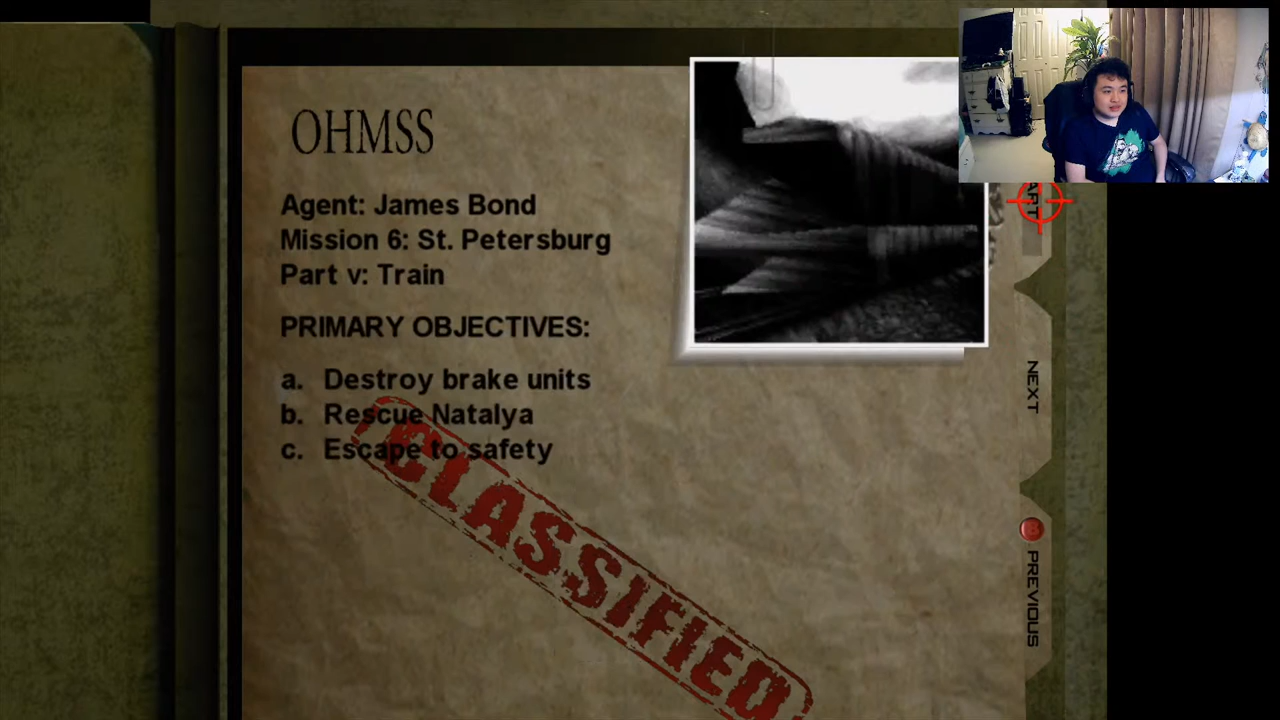 OHMSS
Agent: James Bond
Mission 6: St. Petersburg
Part v: Train
PRIMARY OBJECTIVES:
a. Destroy brake units
b. Rescue Natalya
c. Escape to safety
CLASSIFIED
NEXT
PREVIOUS